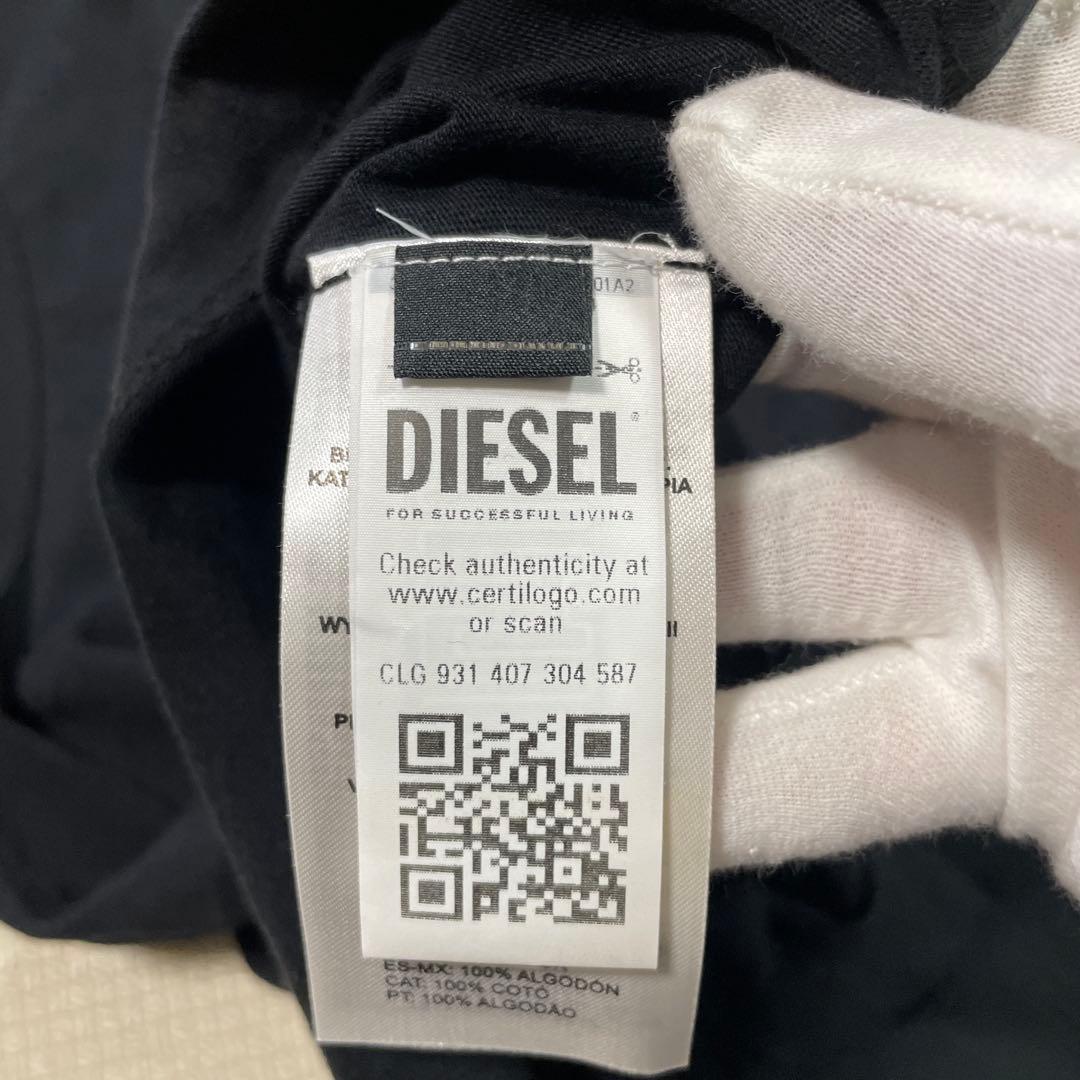 01A2
DIESEL®
FOR SUCCESSFUL LIVING
Check authenticity at
www.certilogo.com
or scan
CLG 931 407 304 587
ES-MX: 100% ALGODÓN
CAT: 100% COTÓ
PT: 100% ALGODÃO